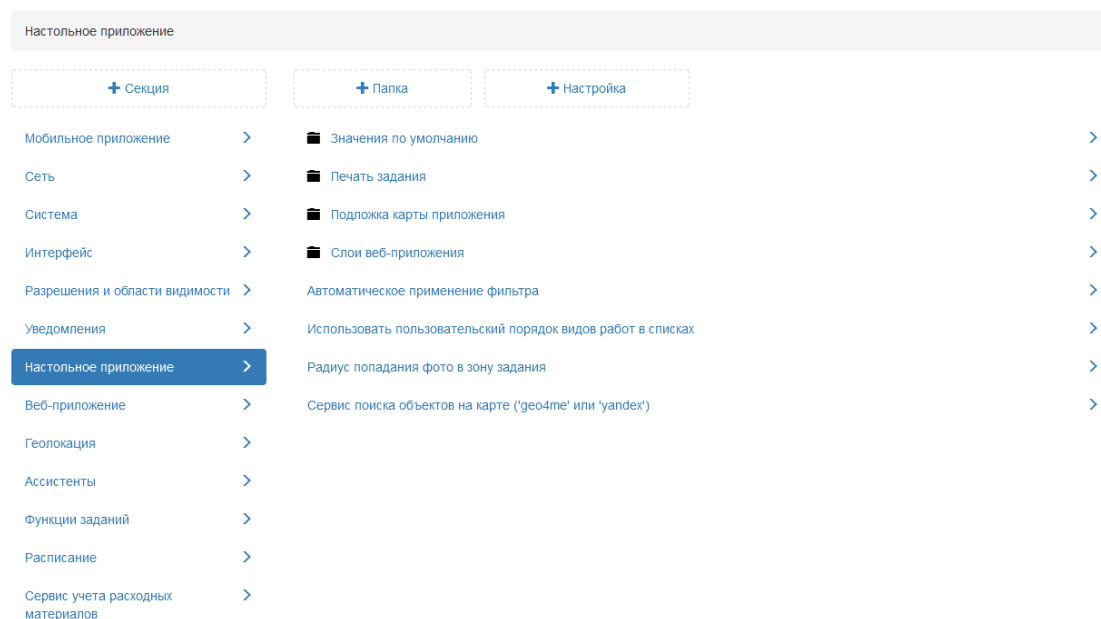 Настольное приложение
Секция
Папка
Настройка
Мобильное приложение
Сеть
Система
Интерфейс
Разрешения и области видимости
Уведомления
Настольное приложение
Веб-приложение
Геолокация
Ассистенты
Функции заданий
Расписание
Сервис учета расходных
материалов
Значения по умолчанию
Печать задания
Подложка карты приложения
Слои веб-приложения
Автоматическое применение фильтра
Использовать пользовательский порядок видов работ в списках
Радиус попадания фото в зону задания
Сервис поиска объектов на карте ('geo4me' или 'yandex')